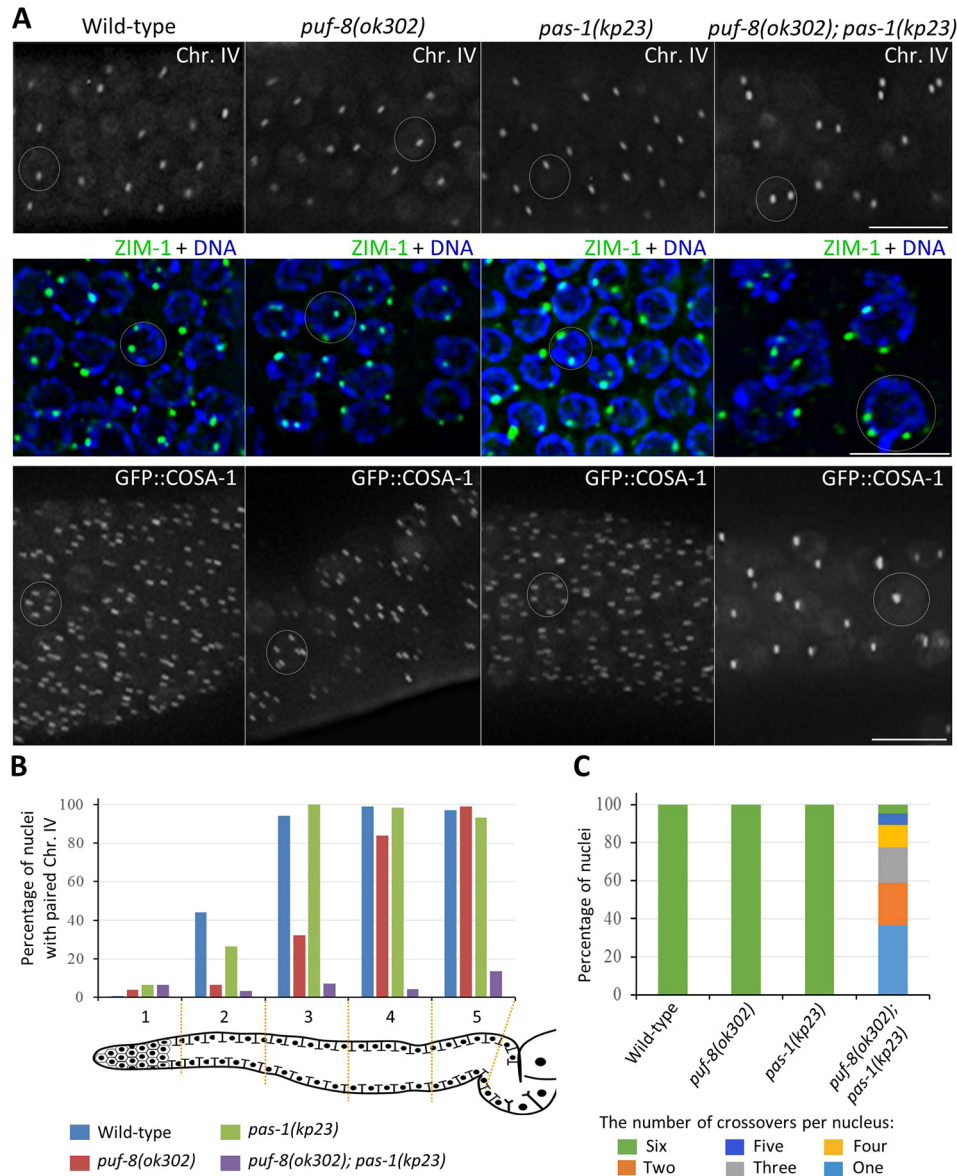 A
Wild-type
puf-8(ok302)
pas-1(kp23)
puf-8(ok302); pas-1(kp23)
Chr. IV
Chr. IV
Chr. IV
Chr. IV
ZIM-1 + DNA
ZIM-1 + DNA
ZIM-1 + DNA
ZIM-1 + DNA
GFP::COSA-1
GFP::COSA-1
GFP::COSA-1
GFP::COSA-1
B
Percentage of nuclei
with paired Chr. IV
100
80
60
40
20
0
1
2
3
4
5
Wild-type
pas-1(kp23)
puf-8(ok302)
puf-8(ok302); pas-1(kp23)
C
Percentage of nuclei
100
80
60
40
20
0
Wild-type
puf-8(ok302)
pas-1(kp23)
puf-8(ok302);
pas-1(kp23)
The number of crossovers per nucleus:
Six
Five
Four
Two
Three
One